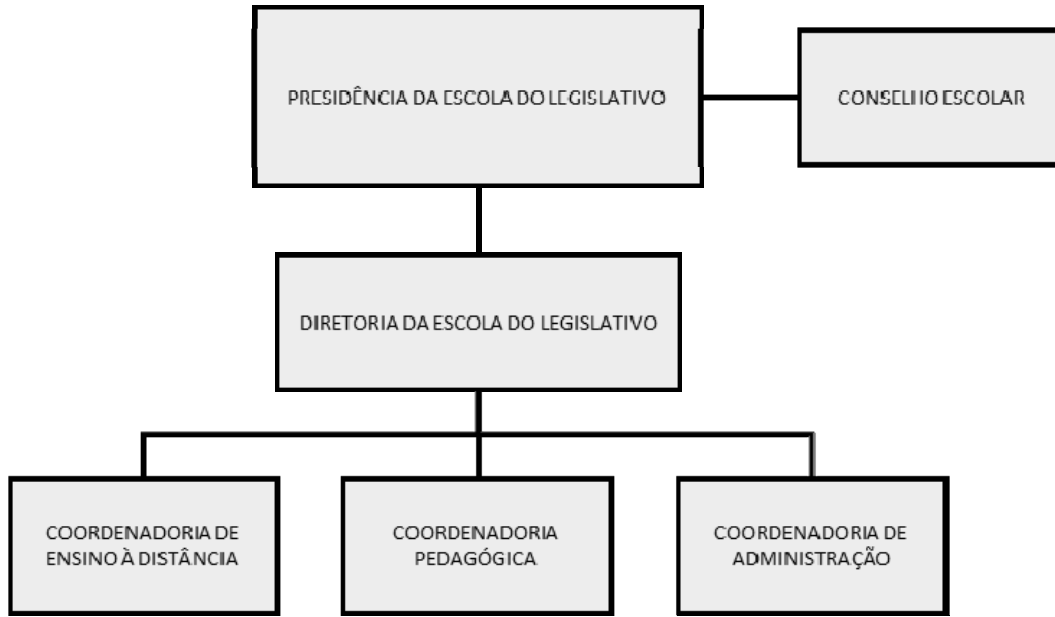 PRESIDÊNCIA DA ESCOLA DO LEGISLATIVO
CONSELHO ESCOLAR
DIRETORIA DA ESCOLA DO LEGISLATIVO
COORDENADORIA DE
ENSINO À DISTÂNCIA
COORDENADORIA
PEDAGÓGICA
COORDENADORIA DE
ADMINISTRAÇÃO